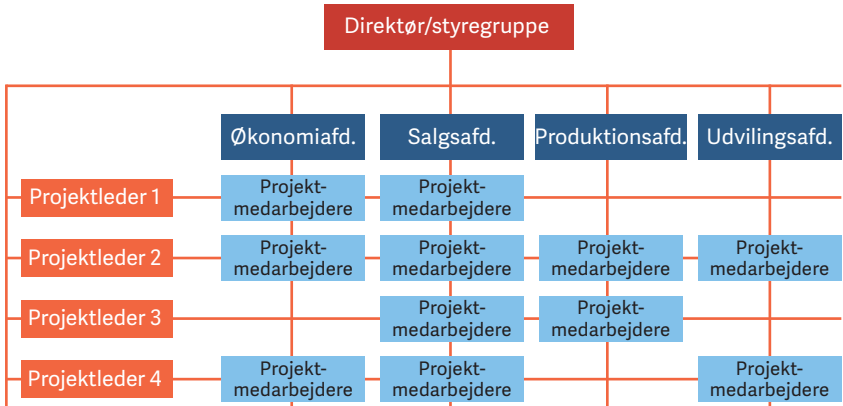 Direktør/styregruppe
Økonomiafd. Salgsafd. Produktionsafd. Udvilingsafd.
Projektleder 1
Projekt-
medarbejdere
Projekt-
medarbejdere
Projektleder 2
Projekt-
medarbejdere
Projekt-
medarbejdere
Projekt-
medarbejdere
Projekt-
medarbejdere
Projektleder 3
Projekt-
medarbejdere
Projekt-
medarbejdere
Projektleder 4
Projekt-
medarbejdere
Projekt-
medarbejdere
Projekt-
medarbejdere